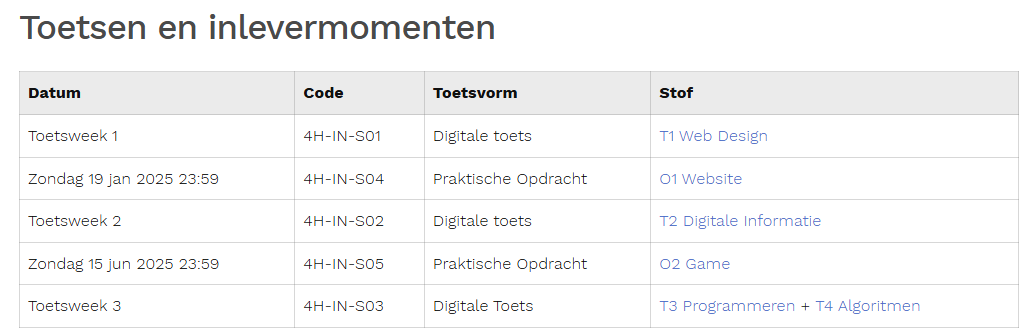 Toetsen en inlevermomenten
Datum Code Toetsvorm Stof
Toetsweek 1 4H-IN-S01 Digitale toets T1 Web Design
Zondag 19 jan 2025 23:59 4H-IN-S04 Praktische Opdracht O1 Website
Toetsweek 2 4H-IN-S02 Digitale toets T2 Digitale Informatie
Zondag 15 jun 2025 23:59 4H-IN-S05 Praktische Opdracht O2 Game
Toetsweek 3 4H-IN-S03 Digitale Toets T3 Programmeren + T4 Algoritmen